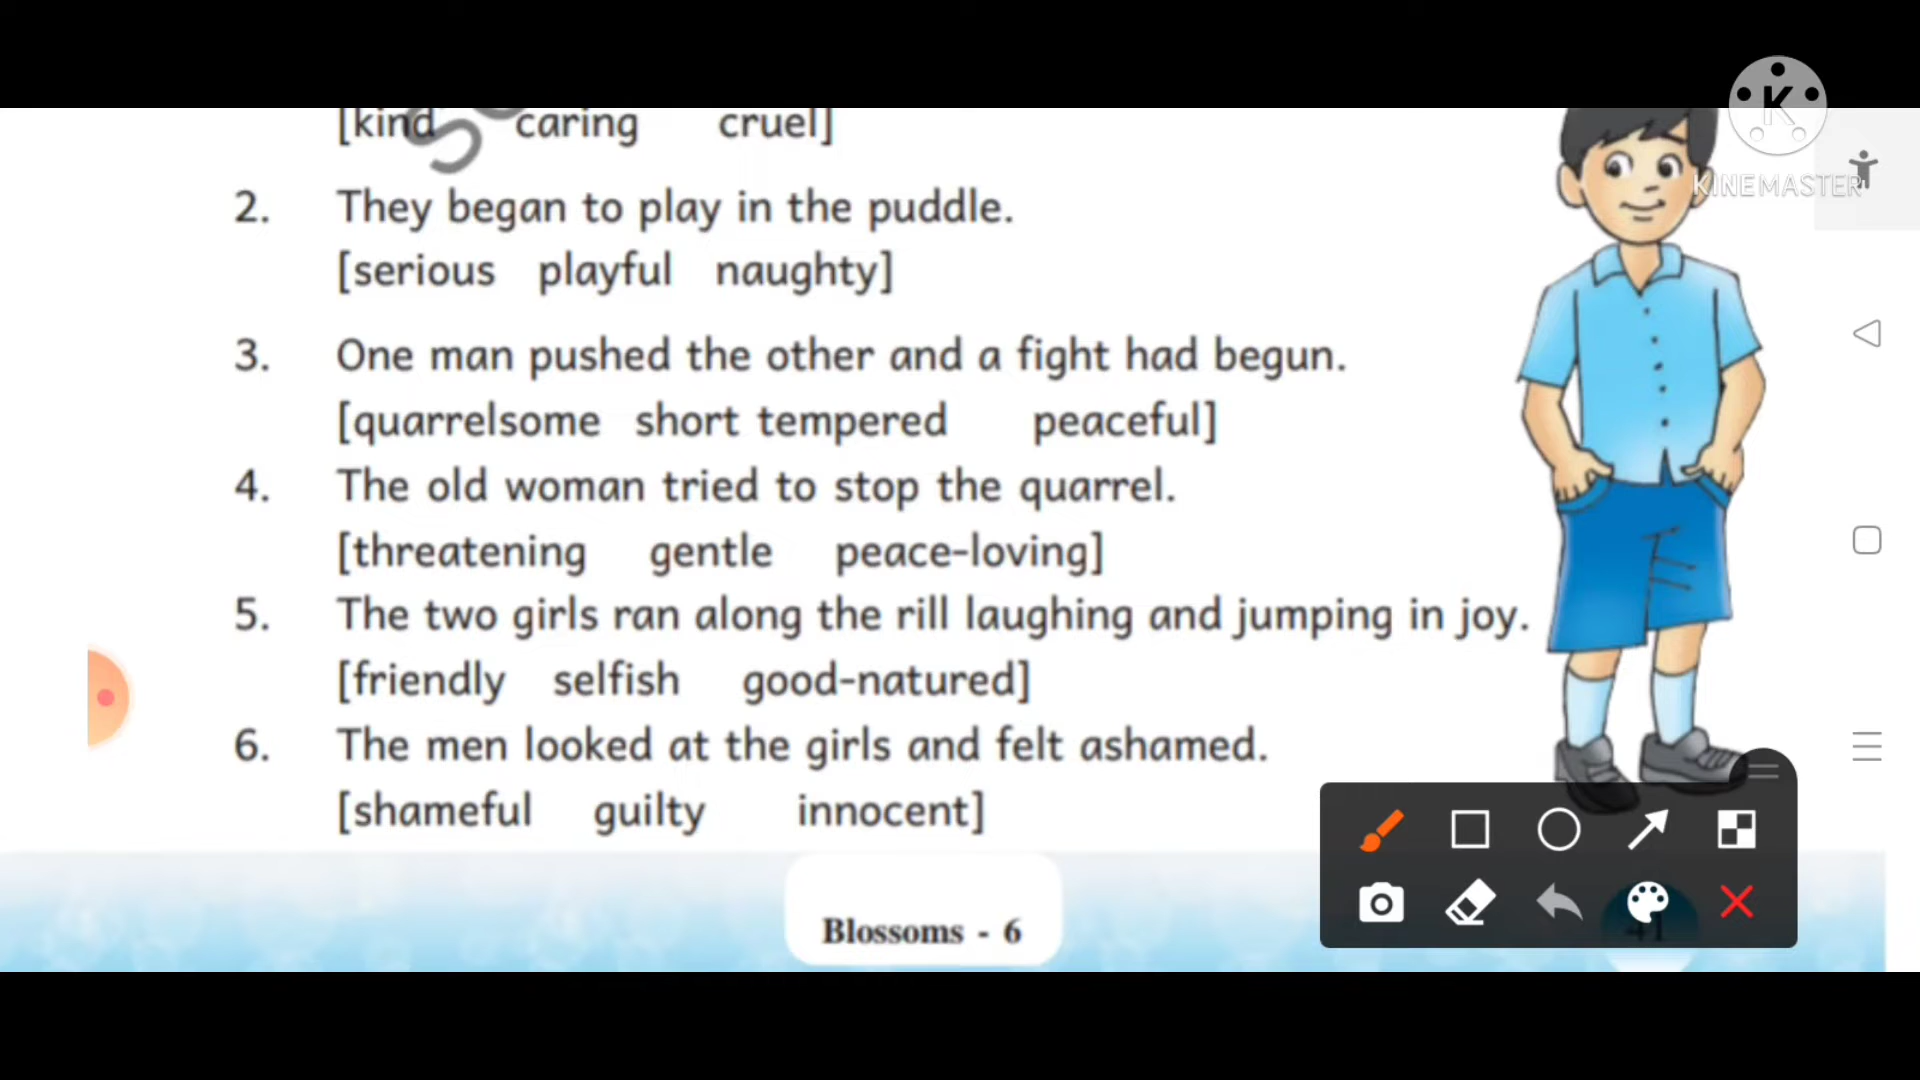 [kind caring cruel]
K
KINEMASTER
2. They began to play in the puddle.
[serious playful naughty]
3. One man pushed the other and a fight had begun.
[quarrelsome short tempered peaceful]
4. The old woman tried to stop the quarrel.
[threatening gentle peace-loving]
5. The two girls ran along the rill laughing and jumping in joy.
[friendly selfish good-natured]
6. The men looked at the girls and felt ashamed.
[shameful guilty innocent]
Blossoms - 6
41